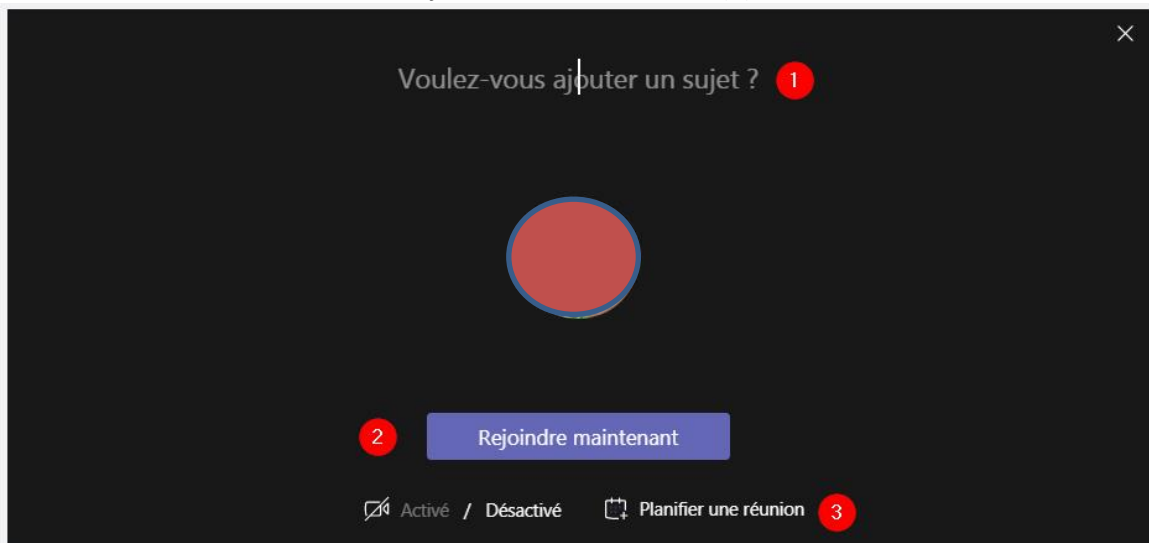 Voulez-vous ajouter un sujet ? 1
2 Rejoindre maintenant
Activé / Désactivé Planifier une réunion 3